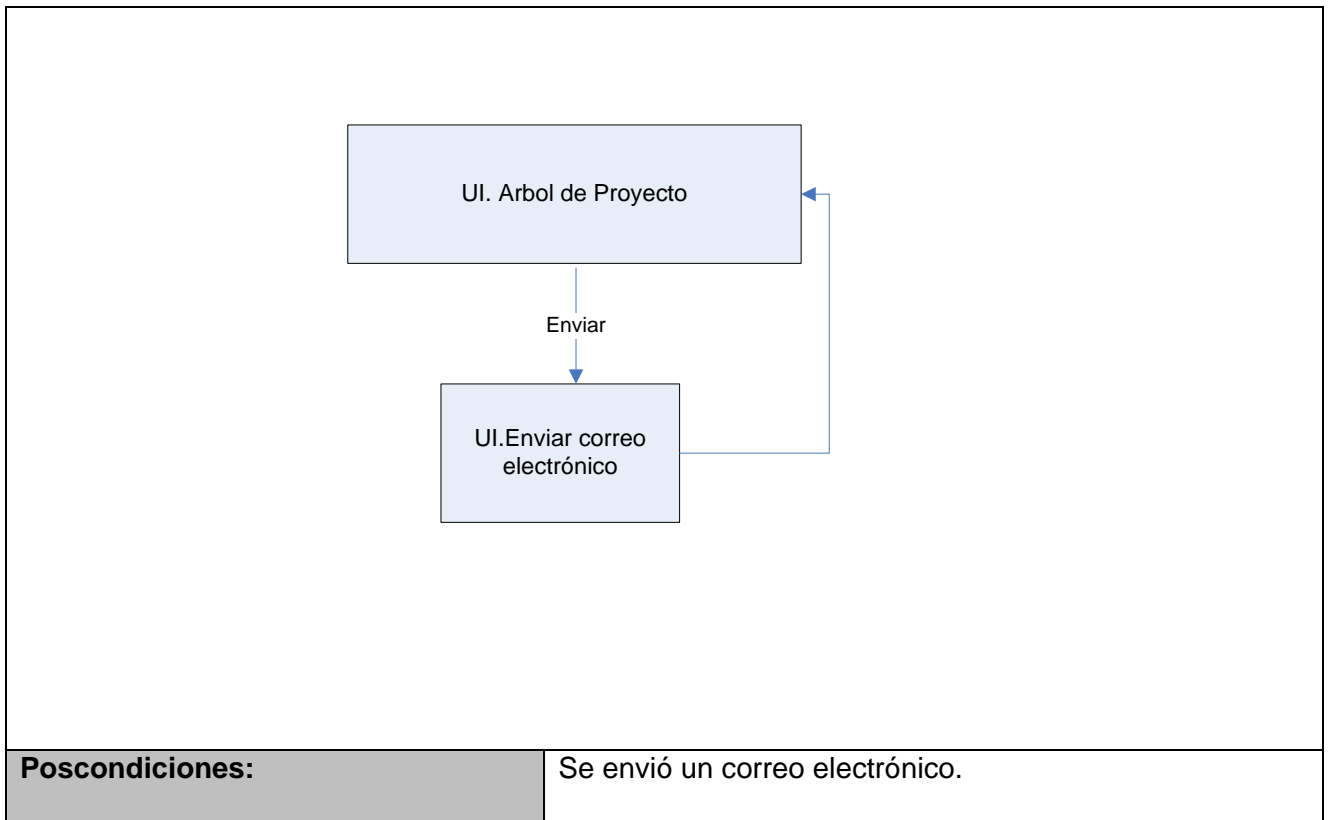 UI. Arbol de Proyecto
Enviar
UI.Enviar correo
electrónico
Poscondiciones:
Se envió un correo electrónico.